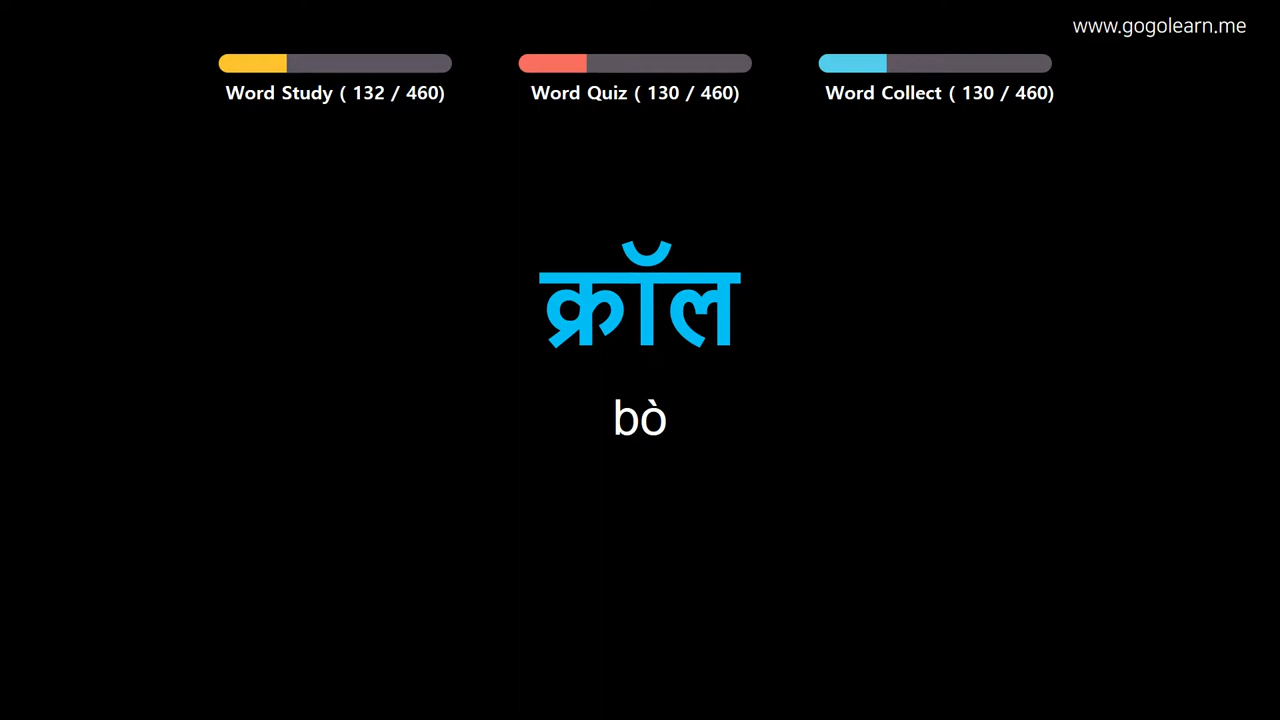 www.gogolearn.me
Word Study ( 132 / 460)
Word Quiz ( 130 / 460)
Word Collect ( 130 / 460)
क्रॉल
bò